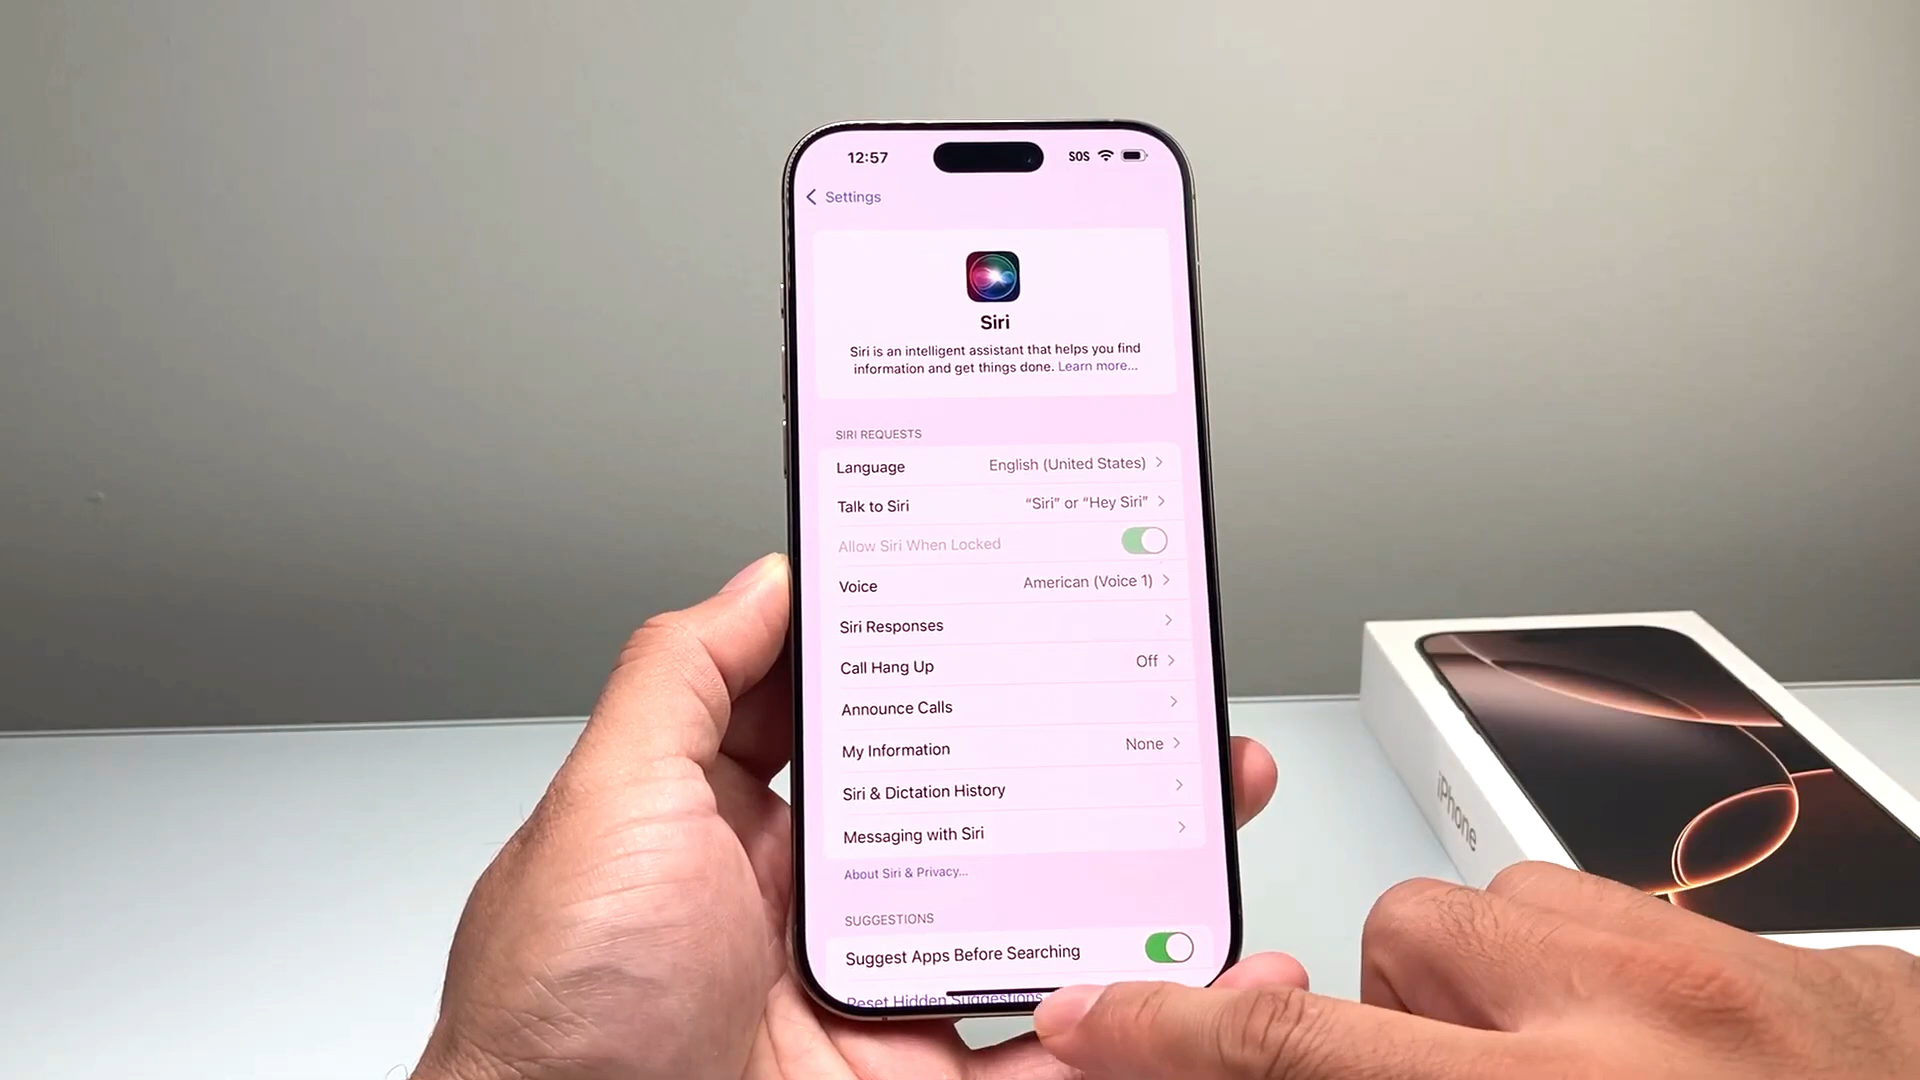 12:57
SOS
Settings
Siri
Siri is an intelligent assistant that helps you find
information and get things done. Learn more...
SIRI REQUESTS
Language English (United States)
Talk to Siri “Siri” or “Hey Siri”
Allow Siri When Locked
Voice American (Voice 1)
Siri Responses
Call Hang Up Off
Announce Calls
My Information None
Siri & Dictation History
Messaging with Siri
About Siri & Privacy...
SUGGESTIONS
Suggest Apps Before Searching
Reset Hidden Suggestions
iPhone